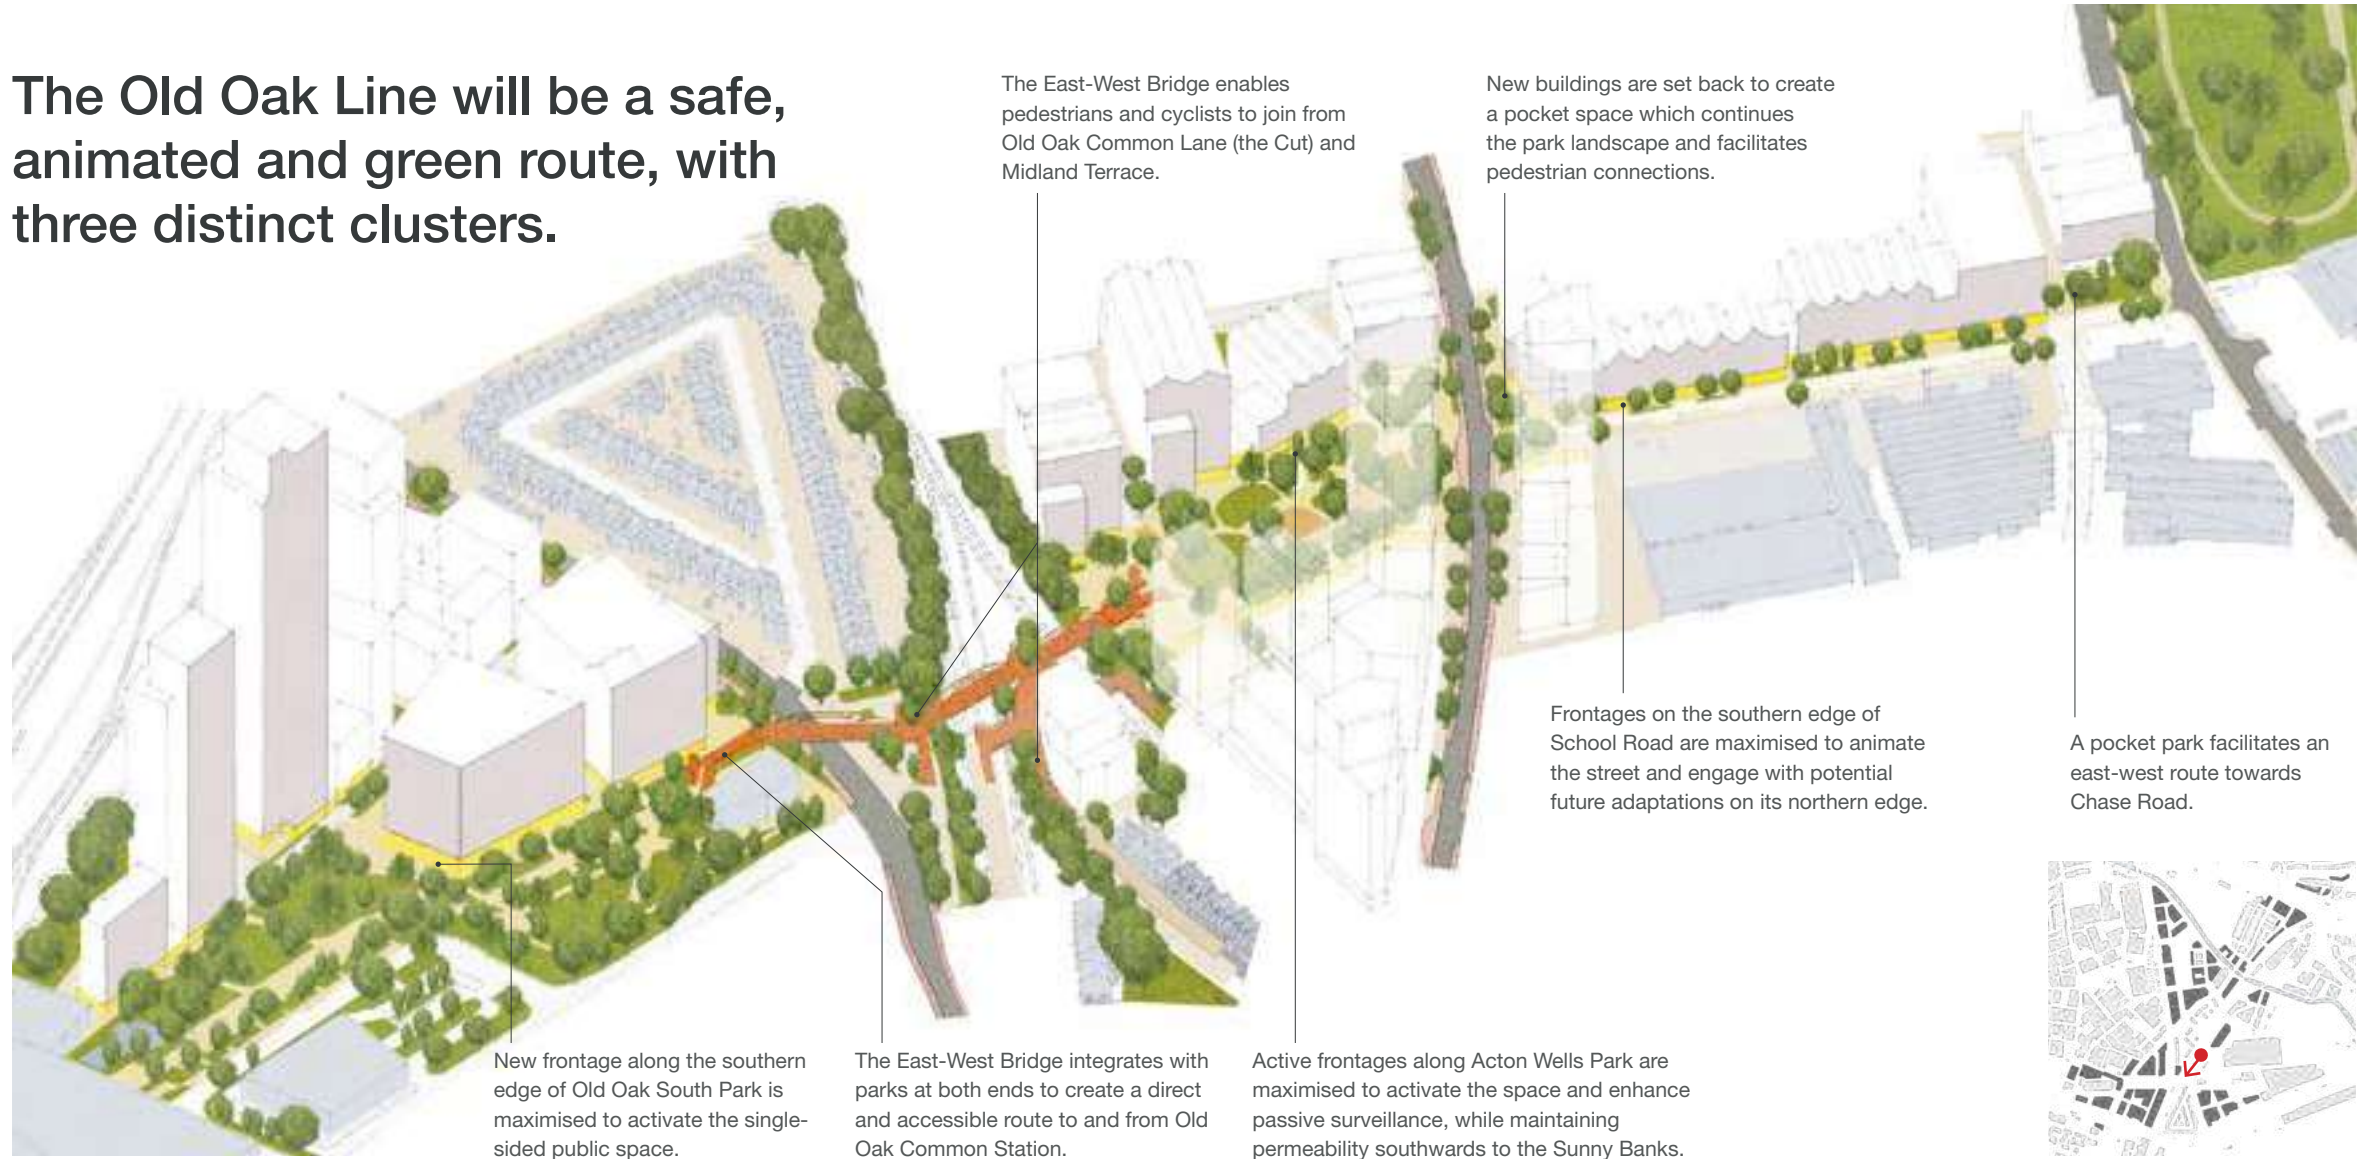 The Old Oak Line will be a safe,
animated and green route, with
three distinct clusters.
The East-West Bridge enables
pedestrians and cyclists to join from
Old Oak Common Lane (the Cut) and
Midland Terrace.
New buildings are set back to create
a pocket space which continues
the park landscape and facilitates
pedestrian connections.
Frontages on the southern edge of
School Road are maximised to animate
the street and engage with potential
future adaptations on its northern edge.
A pocket park facilitates an
east-west route towards
Chase Road.
New frontage along the southern
edge of Old Oak South Park is
maximised to activate the single-
sided public space.
The East-West Bridge integrates with
parks at both ends to create a direct
and accessible route to and from Old
Oak Common Station.
Active frontages along Acton Wells Park are
maximised to activate the space and enhance
passive surveillance, while maintaining
permeability southwards to the Sunny Banks.